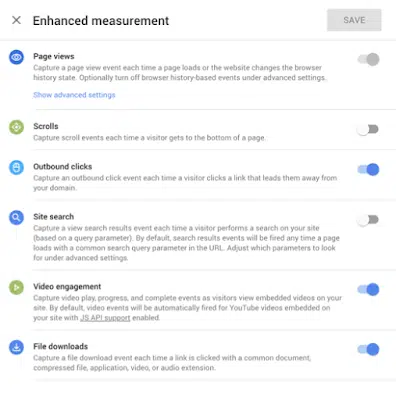 Enhanced measurement
SAVE
Page views
Capture a page view event each time a page loads or the website changes the browser
history state. Optionally turn off browser history-based events under advanced settings.
Show advanced settings
Scrolls
Capture scroll events each time a visitor gets to the bottom of a page.
Outbound clicks
Capture an outbound click event each time a visitor clicks a link that leads them away from
your domain.
Site search
Capture a view search results event each time a visitor performs a search on your site
(based on a query parameter). By default, search results events will be fired any time a page
loads with a common search query parameter in the URL. Adjust which parameters to look
for under advanced settings.
Video engagement
Capture video play, progress, and complete events as visitors view embedded videos on your
site. By default, video events will be automatically fired for YouTube videos embedded on
your site with JS API support enabled.
File downloads
Capture a file download event each time a link is clicked with a common document,
compressed file, application, video, or audio extension.